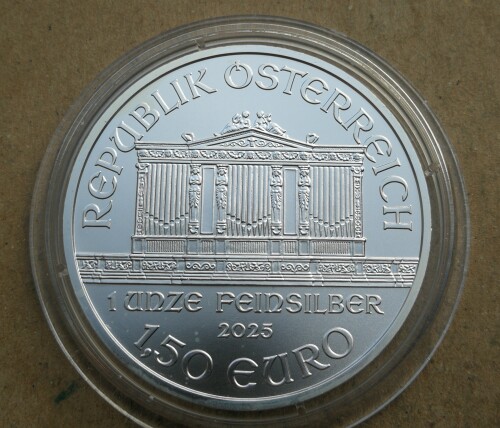 REPUBLIK ÖSTERREICH
1 UNZE FEINSILBER
2025
1,50 EURO